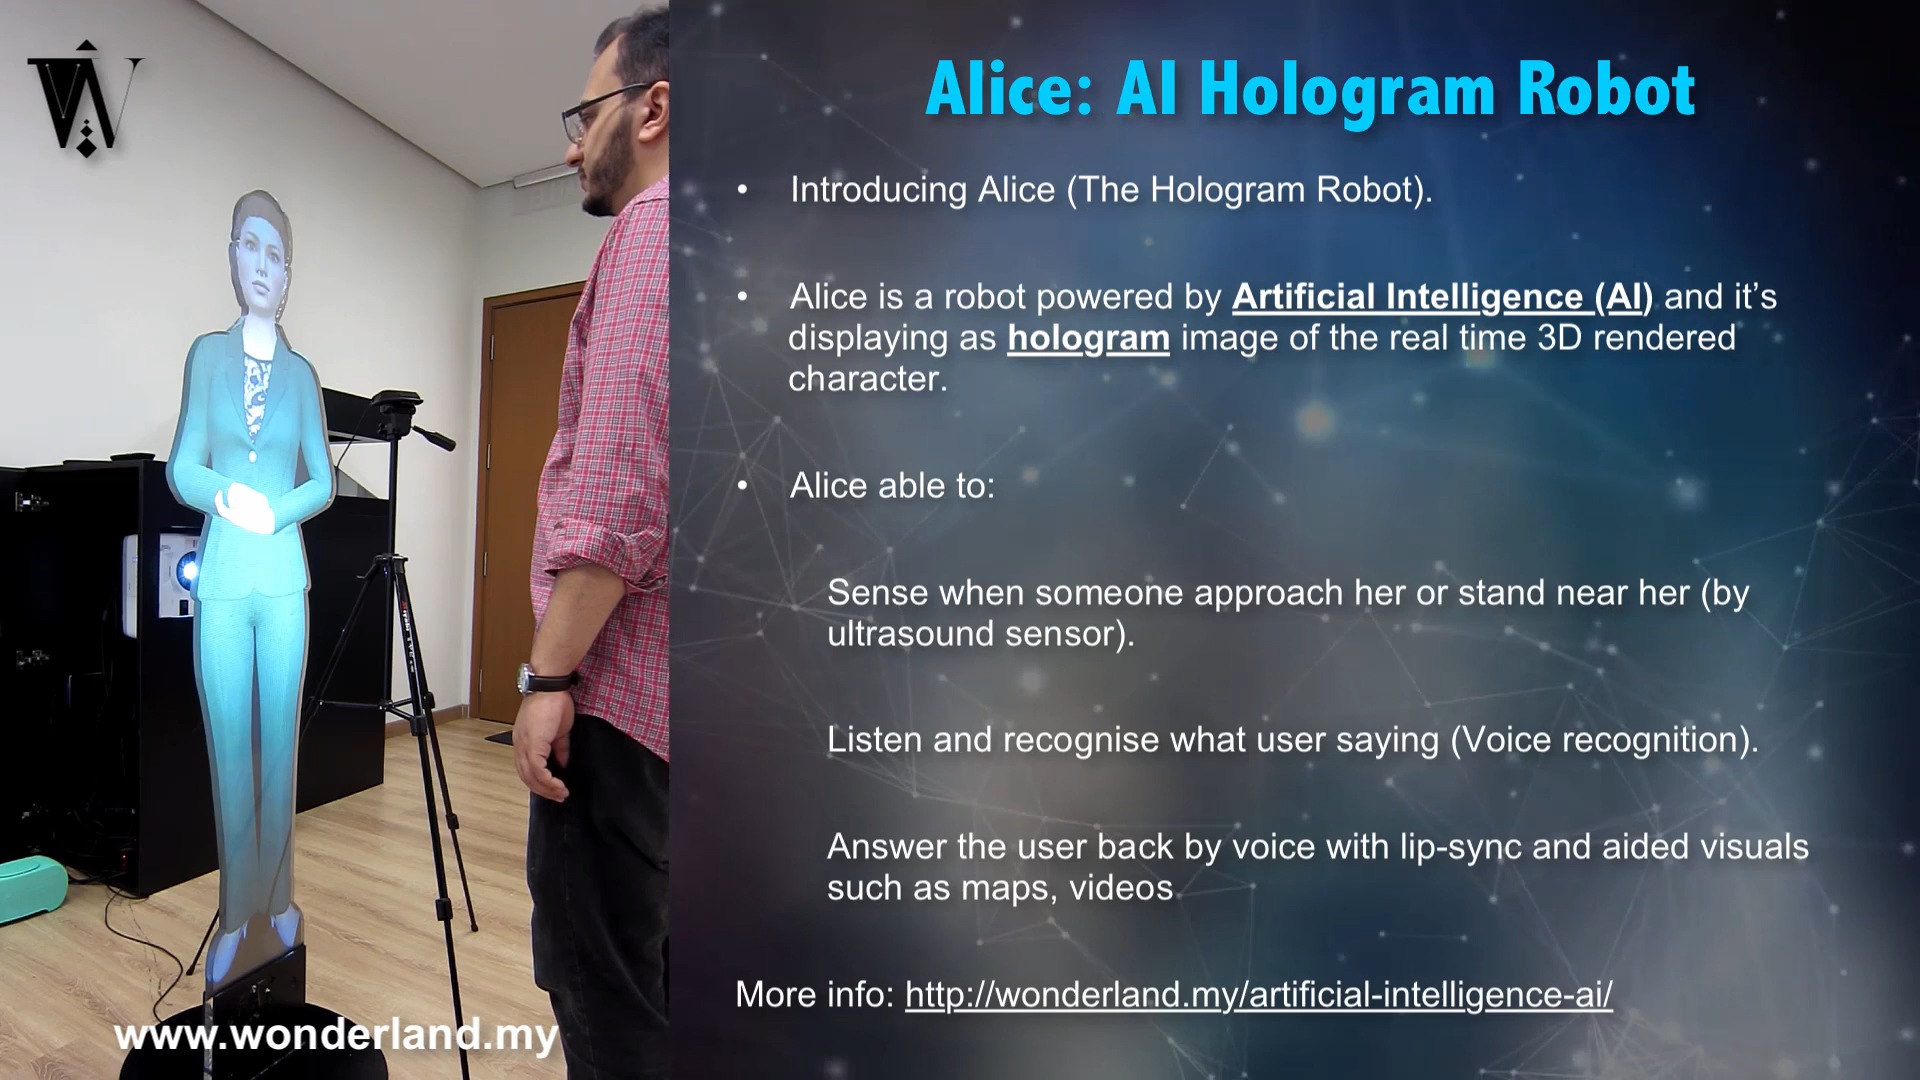 W
Alice: AI Hologram Robot
• Introducing Alice (The Hologram Robot).
• Alice is a robot powered by Artificial Intelligence (AI) and it’s
displaying as hologram image of the real time 3D rendered
character.
• Alice able to:
Sense when someone approach her or stand near her (by
ultrasound sensor).
Listen and recognise what user saying (Voice recognition).
Answer the user back by voice with lip-sync and aided visuals
such as maps, videos
More info: http://wonderland.my/artificial-intelligence-ai/
www.wonderland.my